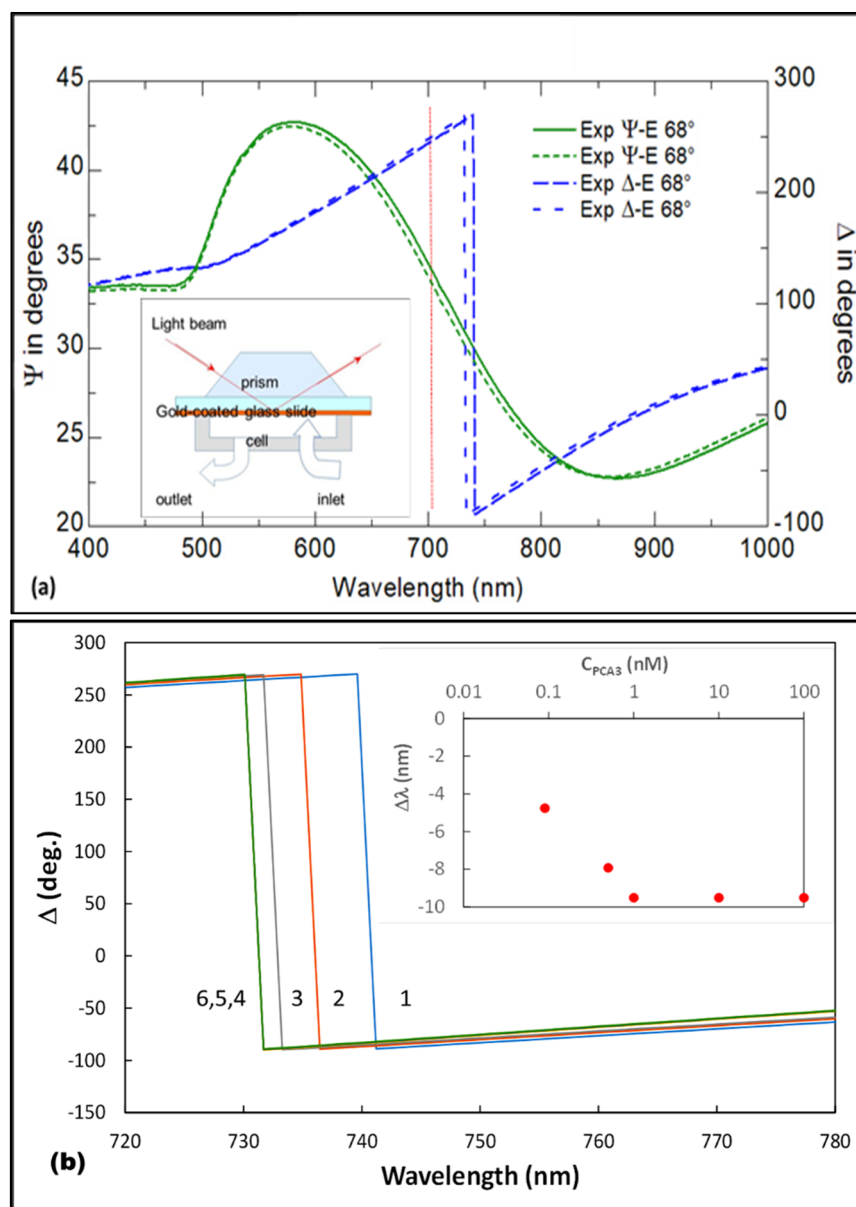 45
40
35
30
25
20
Ψ in degrees
300
200
100
0
-100
Δ in degrees
Exp Ψ-E 68°
Exp Ψ-E 68°
Exp Δ-E 68°
Exp Δ-E 68°
Light beam
prism
Gold-coated glass slide
cell
outlet
inlet
400 500 600 700 800 900 1000
Wavelength (nm)
(a)
300
250
200
150
100
50
0
-50
-100
-150
Δ (deg.)
C_PCA3 (nM)
0.01 0.1 1 10 100
0
-2
-4
-6
-8
-10
Δλ (nm)
6,5,4 3 2 1
720 730 740 750 760 770 780
Wavelength (nm)
(b)